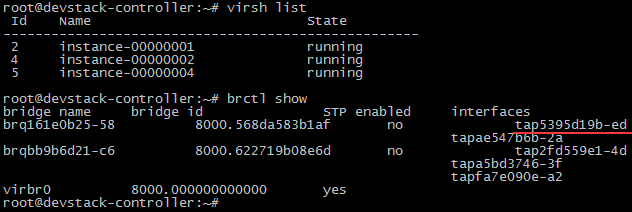 root@devstack-controller:~# virsh list
 Id    Name                           State
----------------------------------------------------
 2     instance-00000001              running
 4     instance-00000002              running
 5     instance-00000004              running

root@devstack-controller:~# brctl show
bridge name     bridge id               STP enabled     interfaces
brq161e0b25-58          8000.568da583b1af       no              tap5395d19b-ed
                                                        tapae547b6b-2a
brqbb9b6d21-c6          8000.622719b08e6d       no              tap2fd559e1-4d
                                                        tapa5bd3746-3f
                                                        tapfa7e090e-a2
virbr0          8000.000000000000       yes
root@devstack-controller:~#